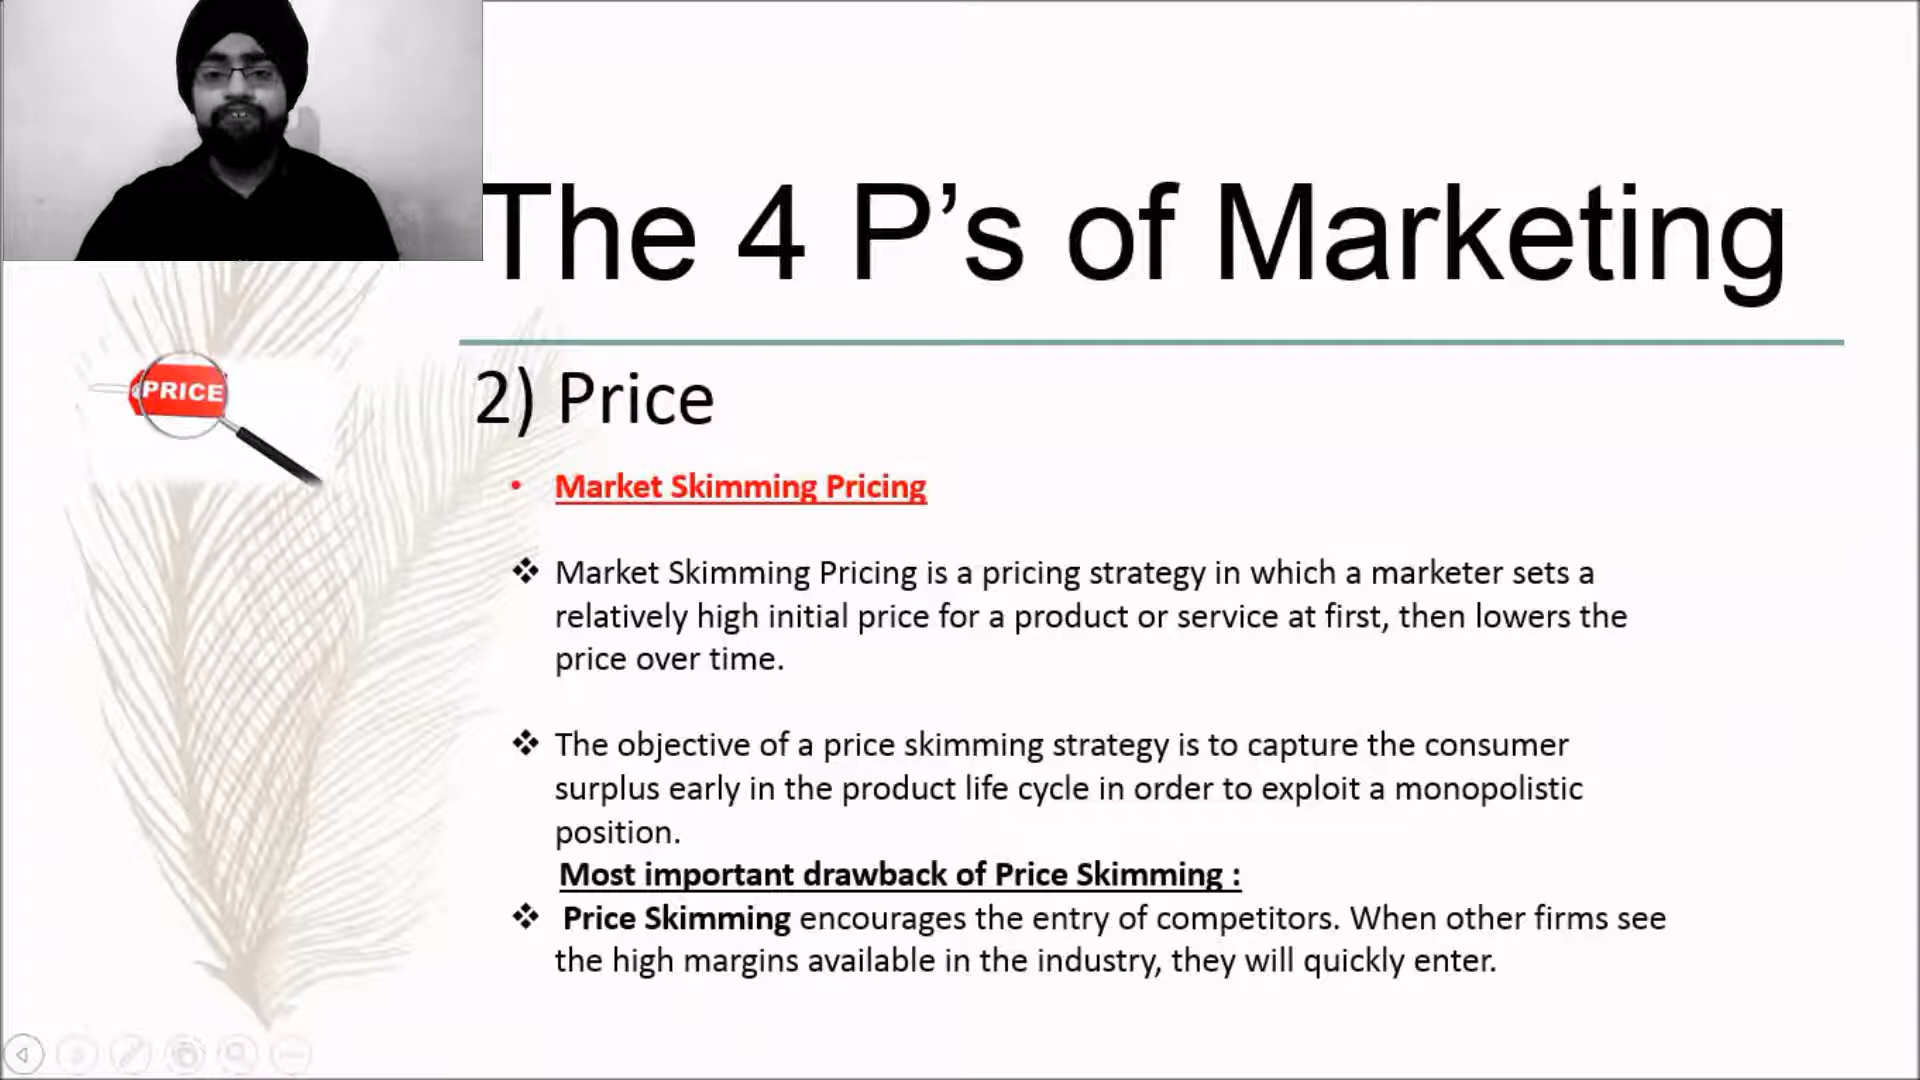 The 4 P’s of Marketing
PRICE
2) Price
• Market Skimming Pricing
❖ Market Skimming Pricing is a pricing strategy in which a marketer sets a
relatively high initial price for a product or service at first, then lowers the
price over time.
❖ The objective of a price skimming strategy is to capture the consumer
surplus early in the product life cycle in order to exploit a monopolistic
position.
Most important drawback of Price Skimming :
❖ Price Skimming encourages the entry of competitors. When other firms see
the high margins available in the industry, they will quickly enter.